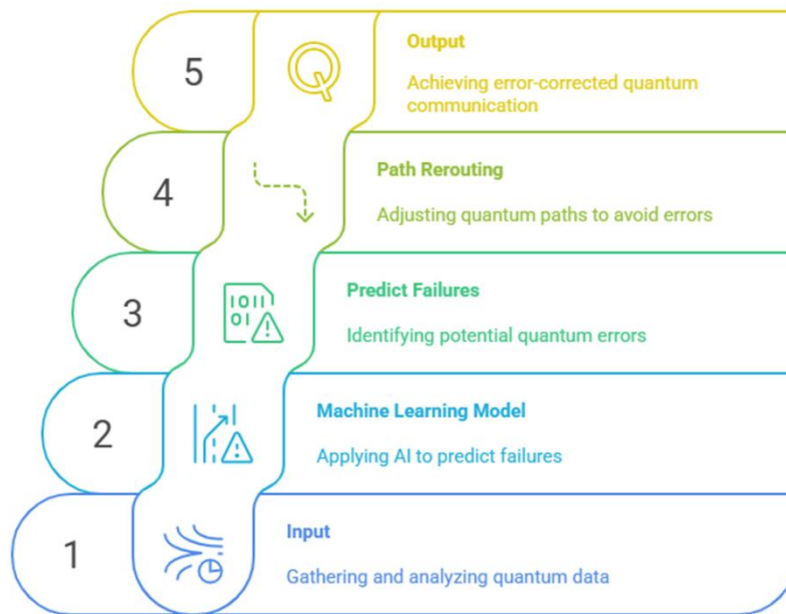 5
Output
Achieving error-corrected quantum
communication
4
Path Rerouting
Adjusting quantum paths to avoid errors
3
1011
01
Predict Failures
Identifying potential quantum errors
2
Machine Learning Model
Applying AI to predict failures
1
Input
Gathering and analyzing quantum data